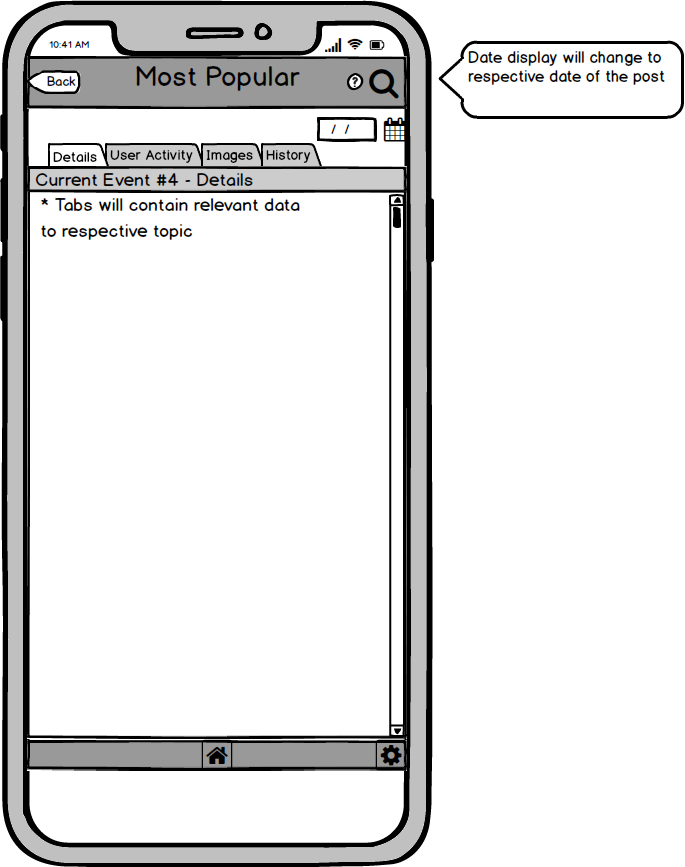 10:41 AM
Date display will change to
respective date of the post
Back
Most Popular
?
/ /
Details
User Activity
Images
History
Current Event #4 - Details
* Tabs will contain relevant data
to respective topic